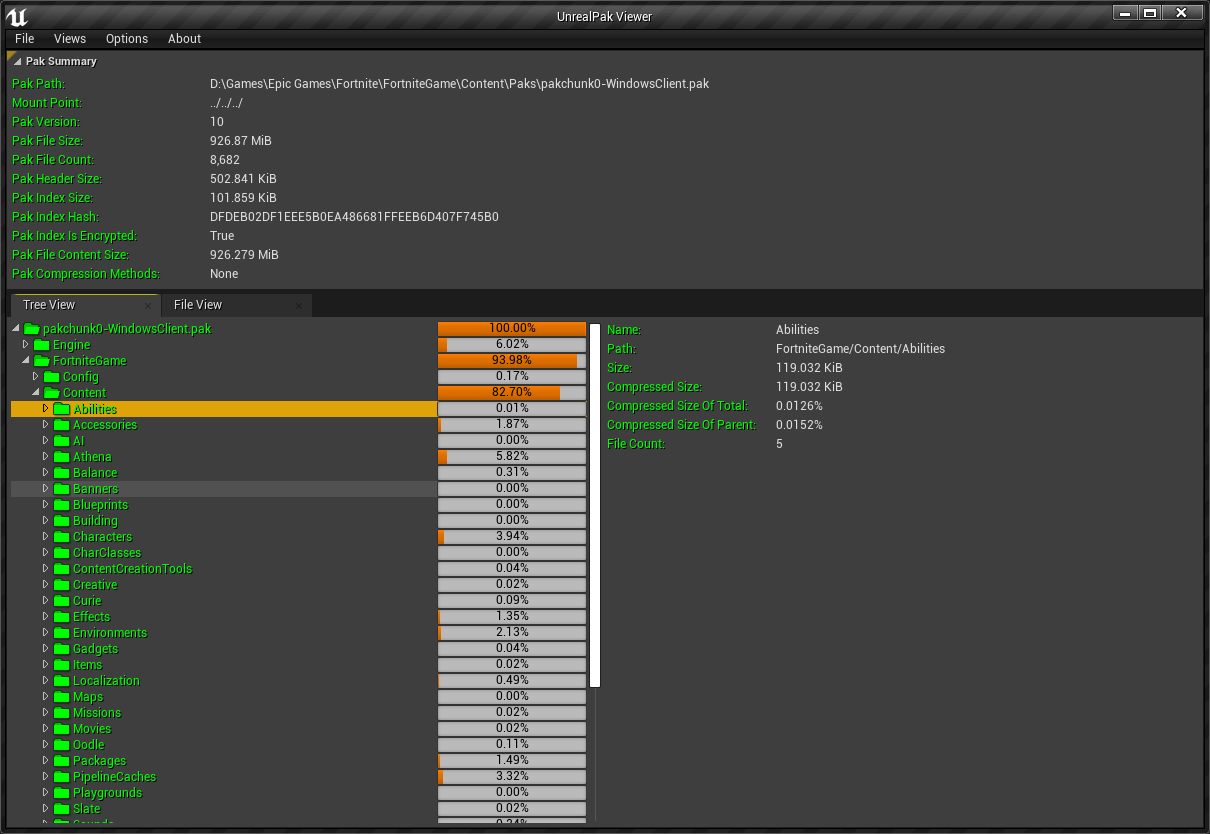 UnrealPak Viewer
File Views Options About
Pak Summary
Pak Path: D:\Games\Epic Games\Fortnite\FortniteGame\Content\Paks\pakchunk0-WindowsClient.pak
Mount Point: ../../../
Pak Version: 10
Pak File Size: 926.87 MiB
Pak File Count: 8,682
Pak Header Size: 502.841 KiB
Pak Index Size: 101.859 KiB
Pak Index Hash: DFDEB02DF1EEE5B0EA486681FFEEB6D407F745B0
Pak Index Is Encrypted: True
Pak File Content Size: 926.279 MiB
Pak Compression Methods: None
Tree View × File View ×
pakchunk0-WindowsClient.pak 100.00%
Engine 6.02%
FortniteGame 93.98%
Config 0.17%
Content 82.70%
Abilities 0.01%
Accessories 1.87%
AI 0.00%
Athena 5.82%
Balance 0.31%
Banners 0.00%
Blueprints 0.00%
Building 0.00%
Characters 3.94%
CharClasses 0.00%
ContentCreationTools 0.04%
Creative 0.02%
Curie 0.09%
Effects 1.35%
Environments 2.13%
Gadgets 0.04%
Items 0.02%
Localization 0.49%
Maps 0.00%
Missions 0.02%
Movies 0.02%
Oodle 0.11%
Packages 1.49%
PipelineCaches 3.32%
Playgrounds 0.00%
Slate 0.02%
Name: Abilities
Path: FortniteGame/Content/Abilities
Size: 119.032 KiB
Compressed Size: 119.032 KiB
Compressed Size Of Total: 0.0126%
Compressed Size Of Parent: 0.0152%
File Count: 5